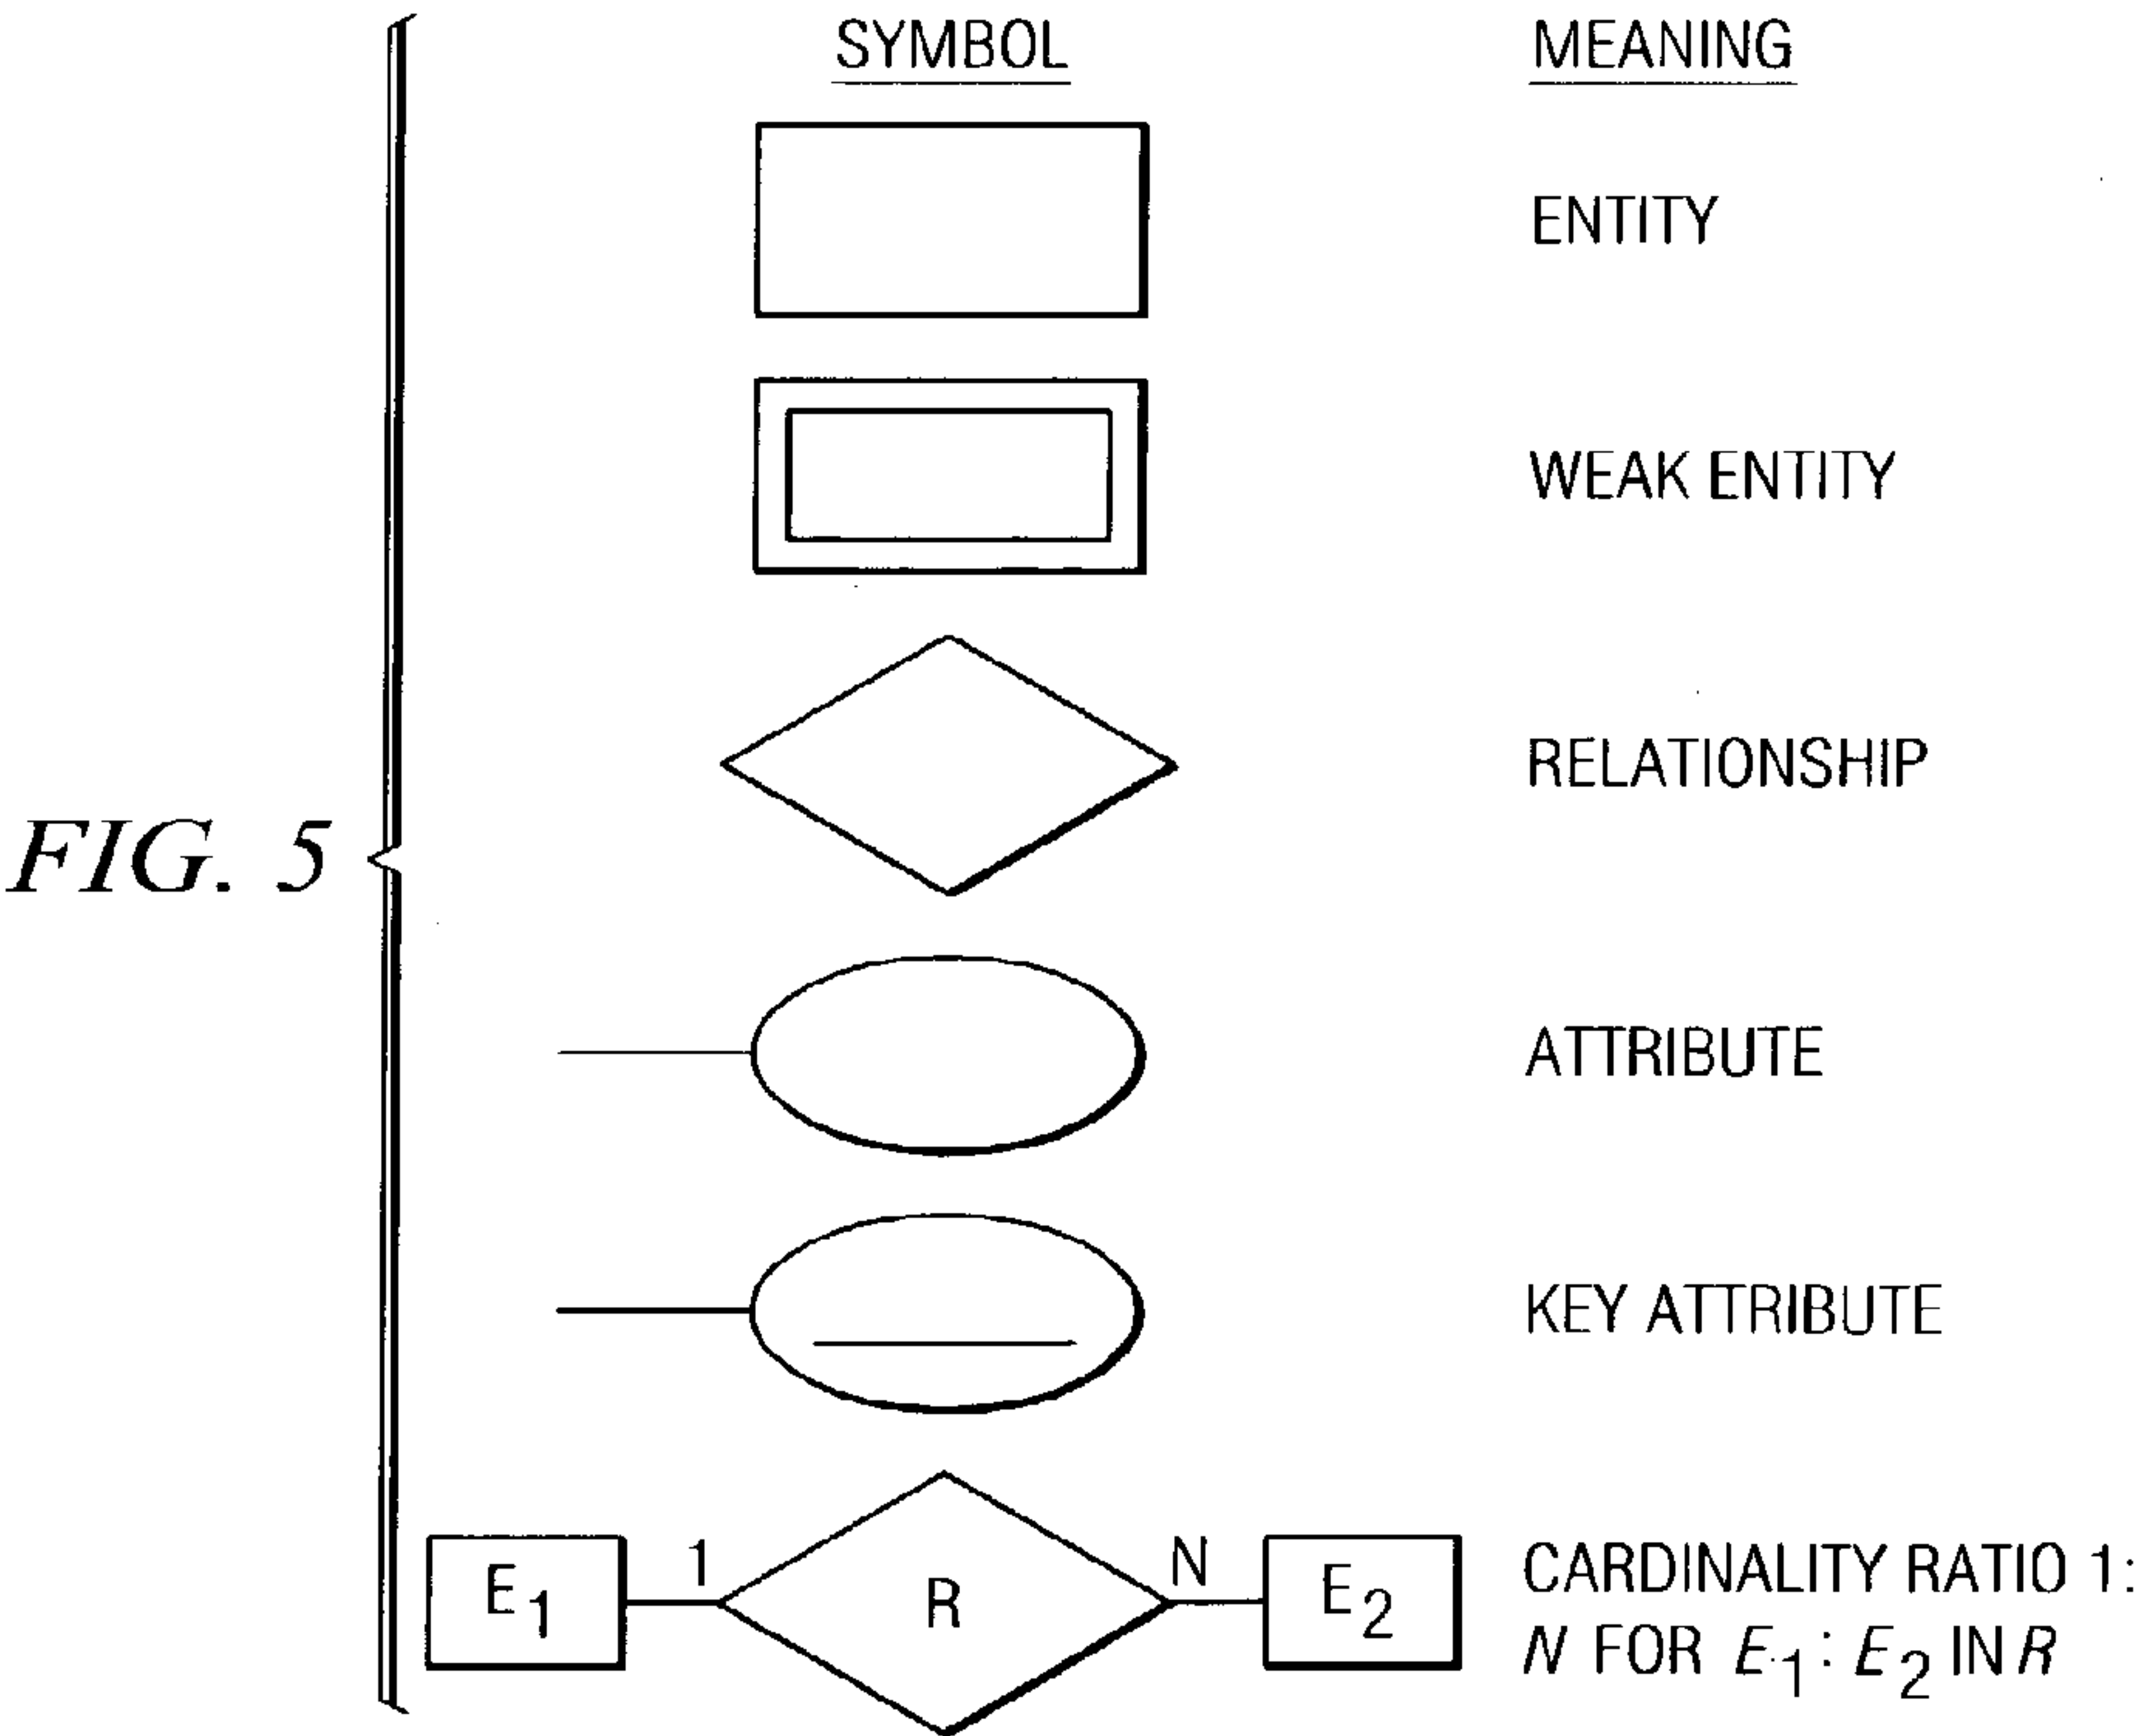 SYMBOL MEANING
ENTITY
WEAK ENTITY
RELATIONSHIP
FIG. 5
ATTRIBUTE
KEY ATTRIBUTE
E1 1 R N E2 CARDINALITY RATIO 1:
N FOR E1 : E2 IN R